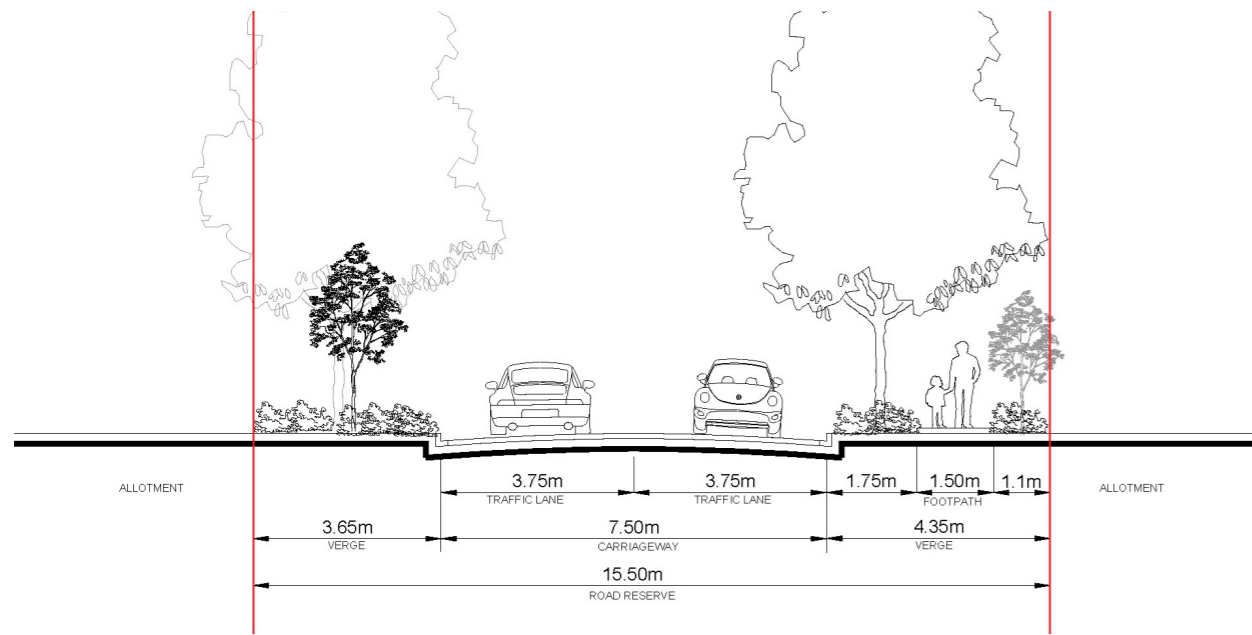 3.75m
TRAFFIC LANE
3.75m
TRAFFIC LANE
1.75m
1.50m
FOOTPATH
1.1m
ALLOTMENT
ALLOTMENT
3.65m
VERGE
7.50m
CARRIAGEWAY
4.35m
VERGE
15.50m
ROAD RESERVE